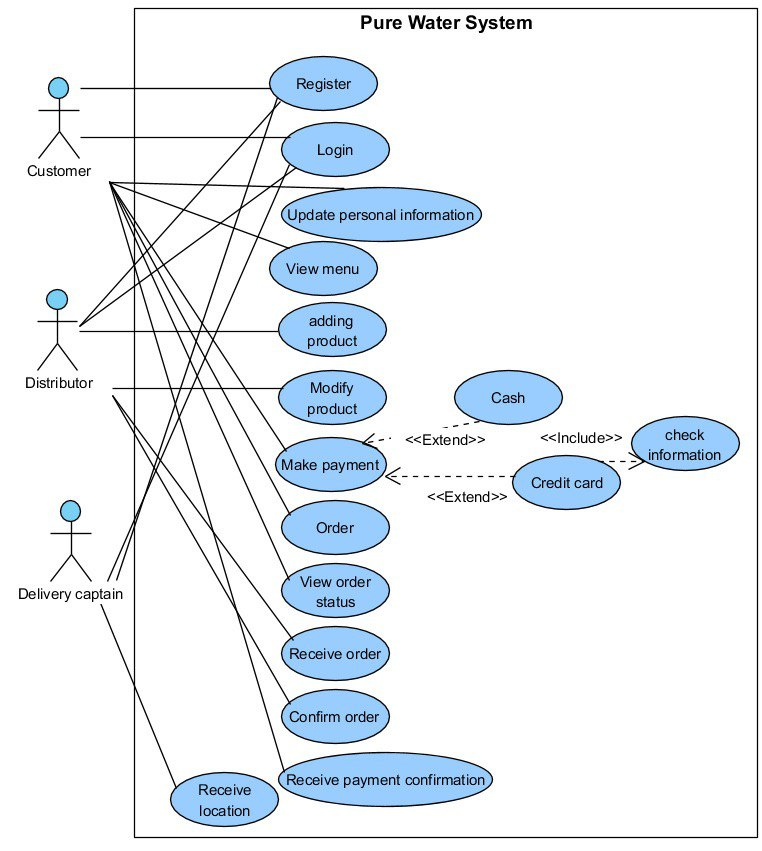 Pure Water System
Register
Customer
Login
Update personal information
View menu
Distributor
adding
product
Modify
product
Cash
<<Extend>>
<<Include>>
check
information
Make payment
Credit card
<<Extend>>
Order
Delivery captain
View order
status
Receive order
Confirm order
Receive payment confirmation
Receive
location